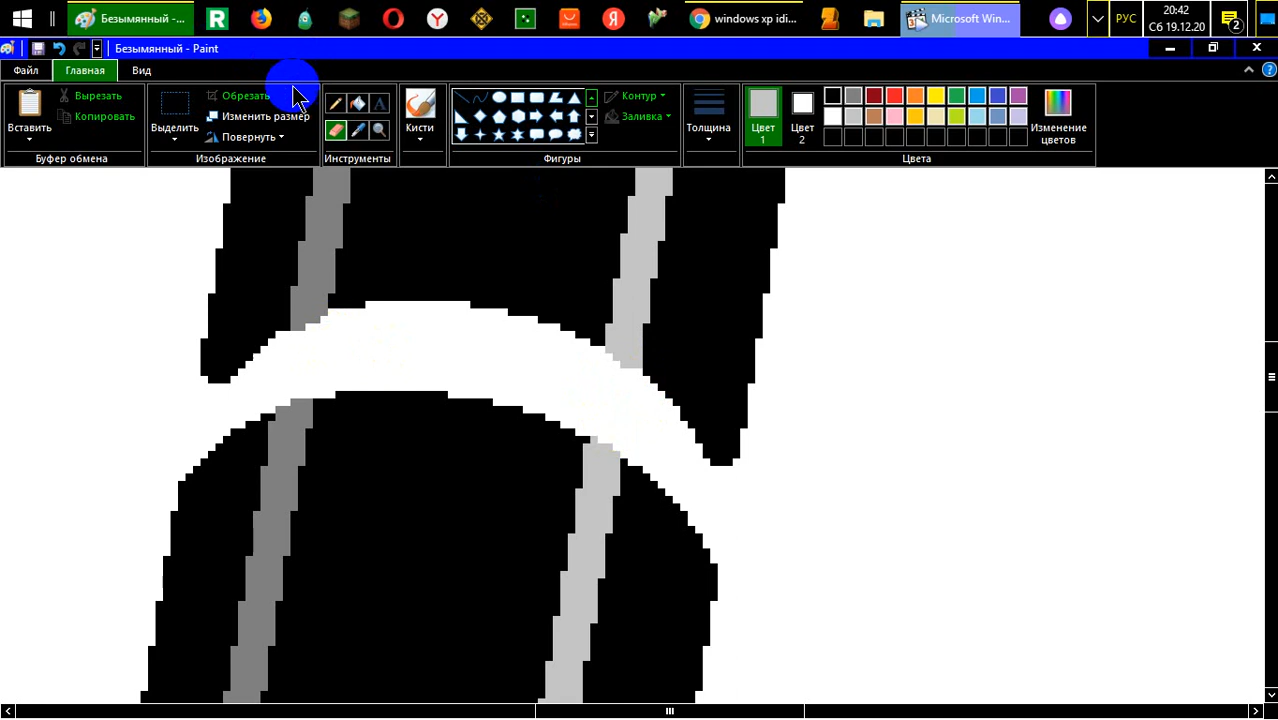 Безымянный -...
windows xp idi...
Microsoft Win...
РУС
20:42
Сб 19.12.20
2
Безымянный - Paint
Файл
Главная
Вид
Вставить
Вырезать
Копировать
Буфер обмена
Выделить
Обрезать
Изменить размер
Повернуть
Изображение
Инструменты
Кисти
Контур
Заливка
Фигуры
Толщина
Цвет 1
Цвет 2
Изменение цветов
Цвета